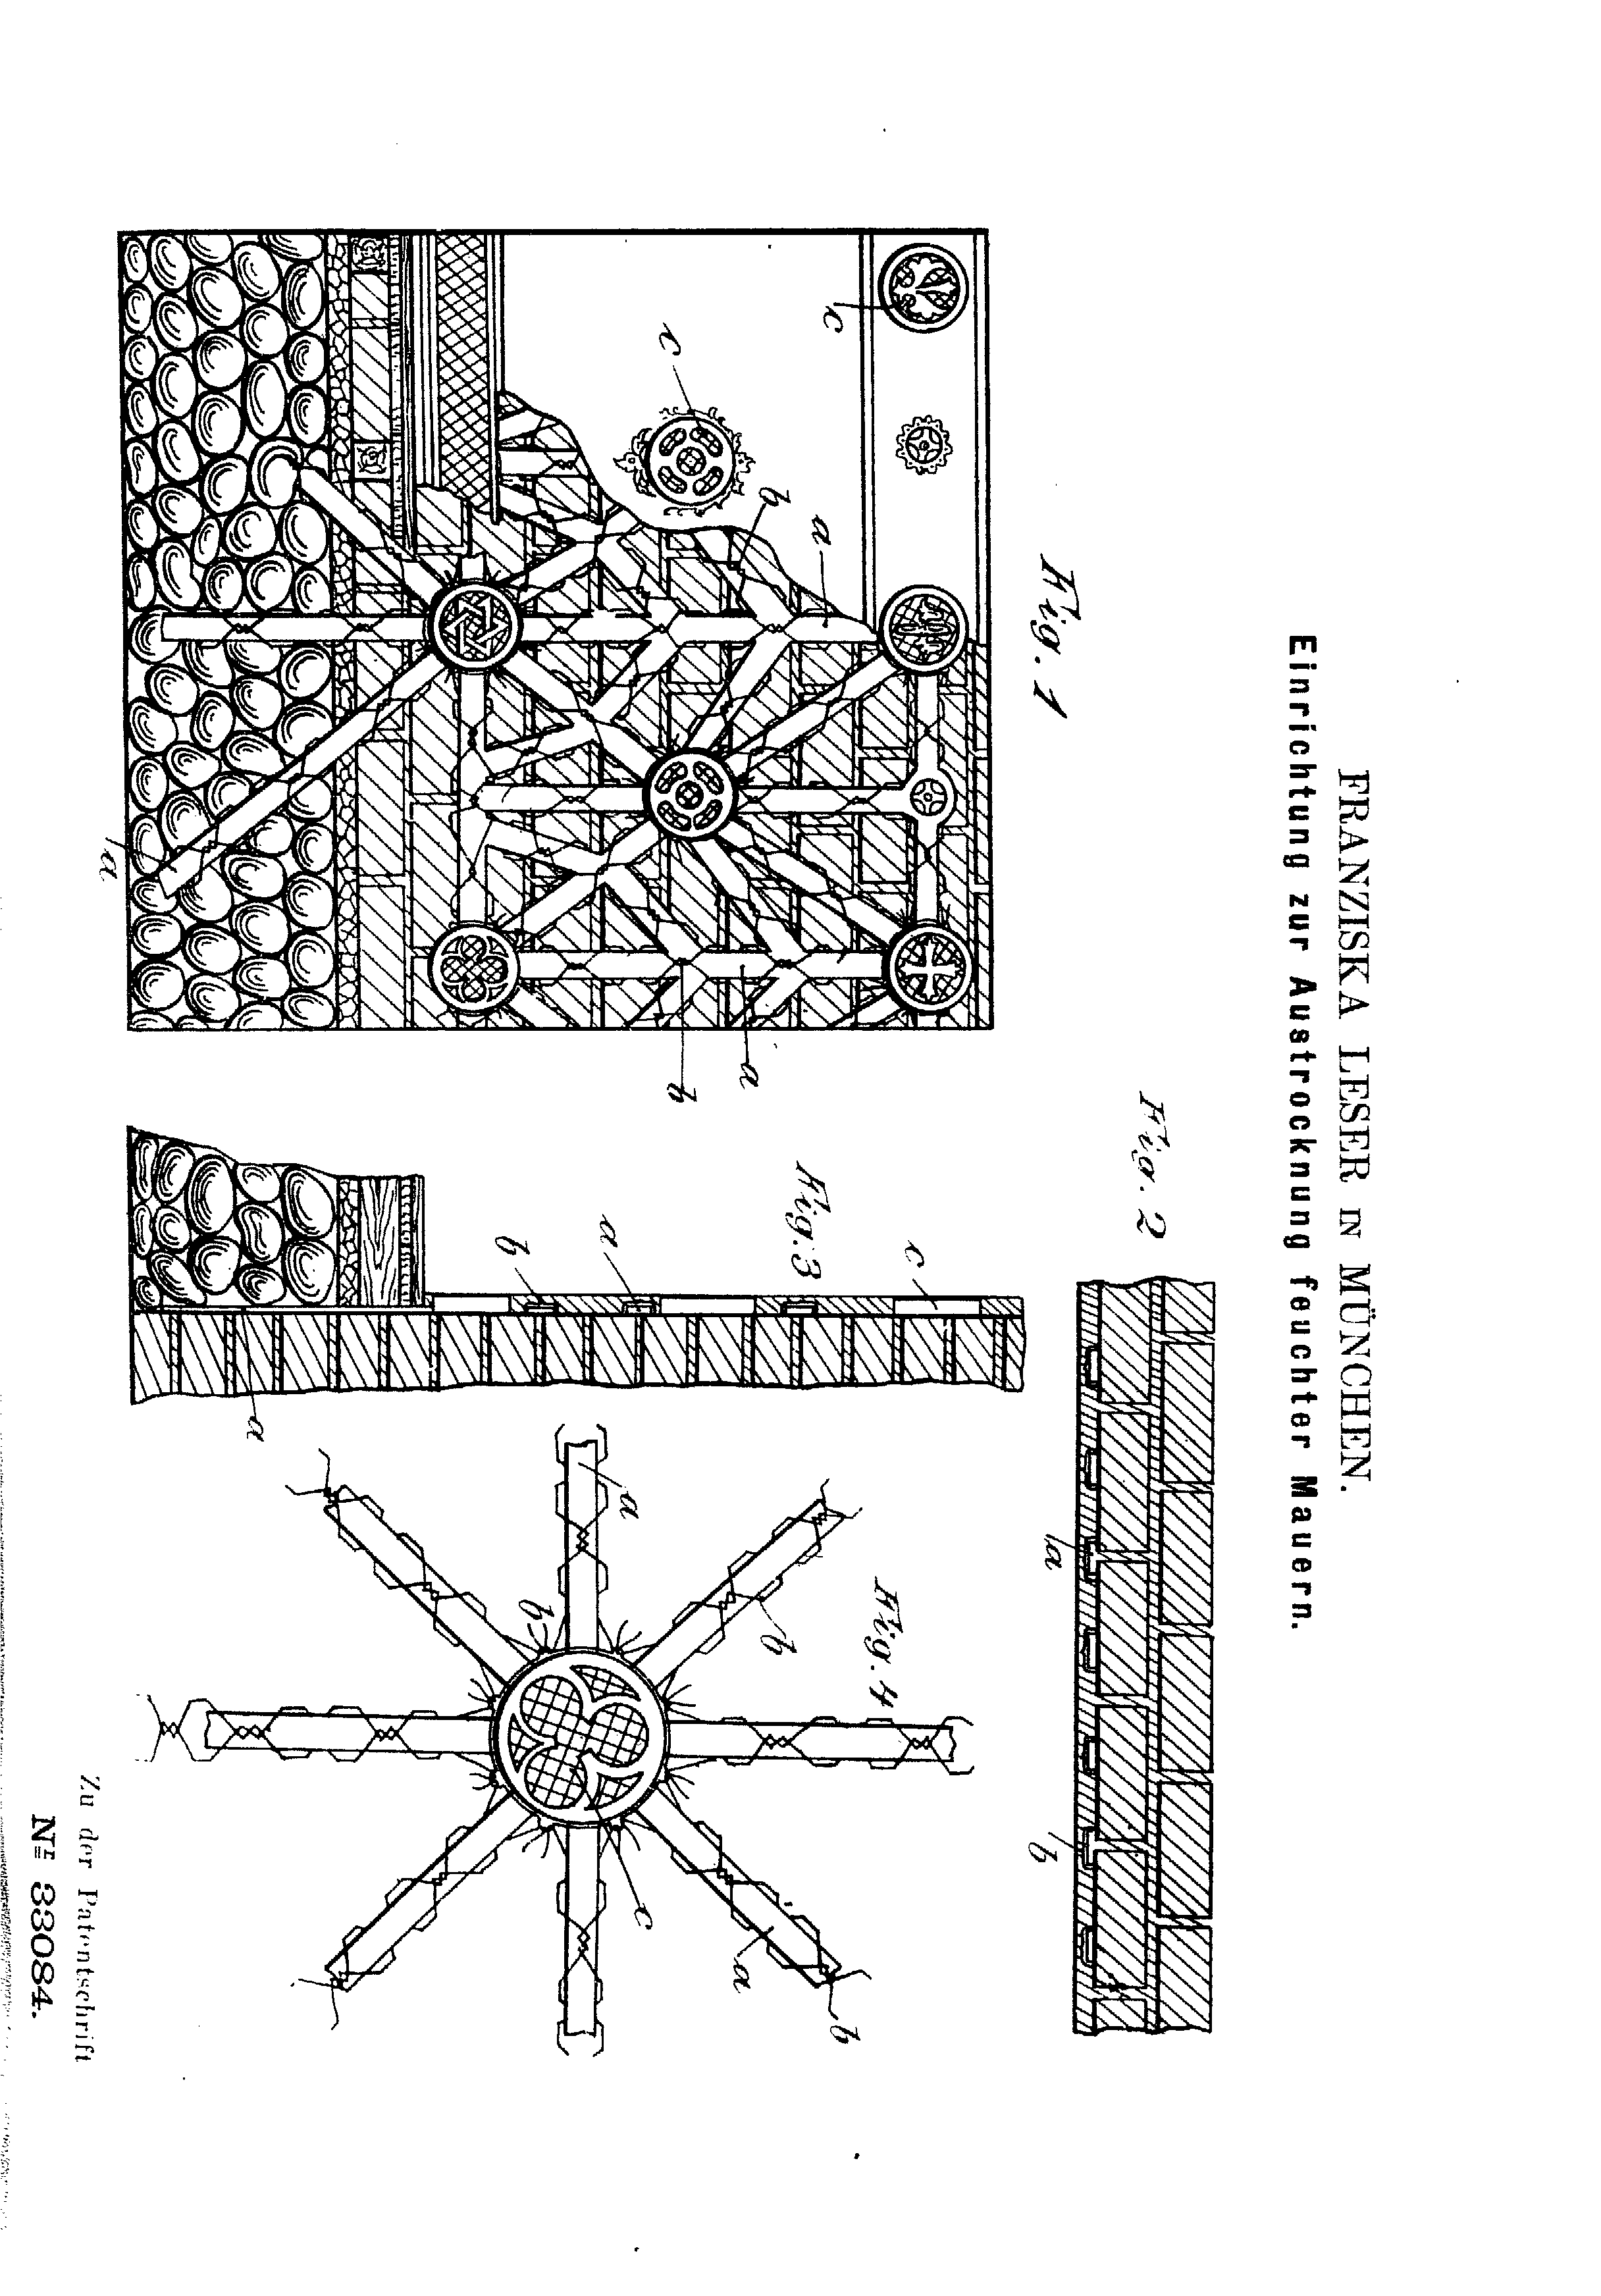 FRANZISKA LESER IN MÜNCHEN.
Einrichtung zur Austrocknung feuchter Mauern.
Fig. 1
c
c
b
a
a
b
a
Fig. 2
a
b
Fig. 3
c
a
b
a
Fig. 4
a
b
b
c
a
b
Zu der Patentschrift
No 88084.